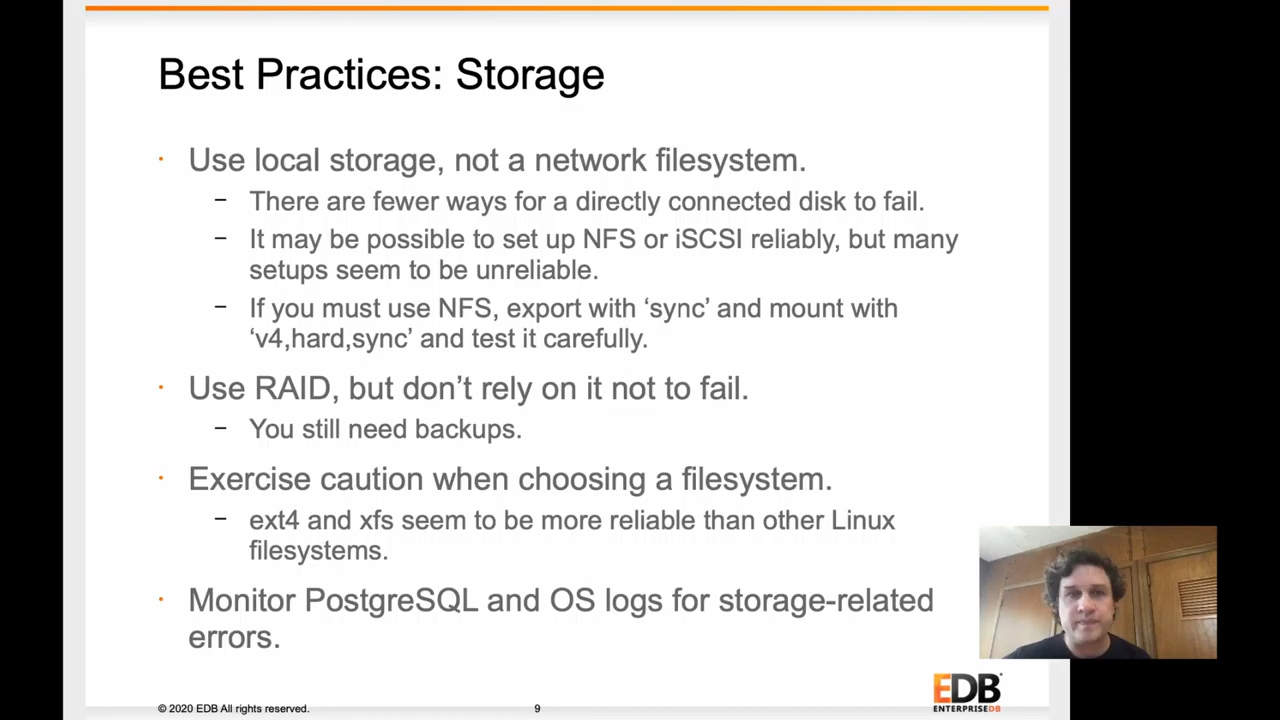 Best Practices: Storage
· Use local storage, not a network filesystem.
– There are fewer ways for a directly connected disk to fail.
– It may be possible to set up NFS or iSCSI reliably, but many
setups seem to be unreliable.
– If you must use NFS, export with ‘sync’ and mount with
‘v4,hard,sync’ and test it carefully.
· Use RAID, but don’t rely on it not to fail.
– You still need backups.
· Exercise caution when choosing a filesystem.
– ext4 and xfs seem to be more reliable than other Linux
filesystems.
· Monitor PostgreSQL and OS logs for storage-related
errors.
© 2020 EDB All rights reserved.
9
EDB
ENTERPRISEDB